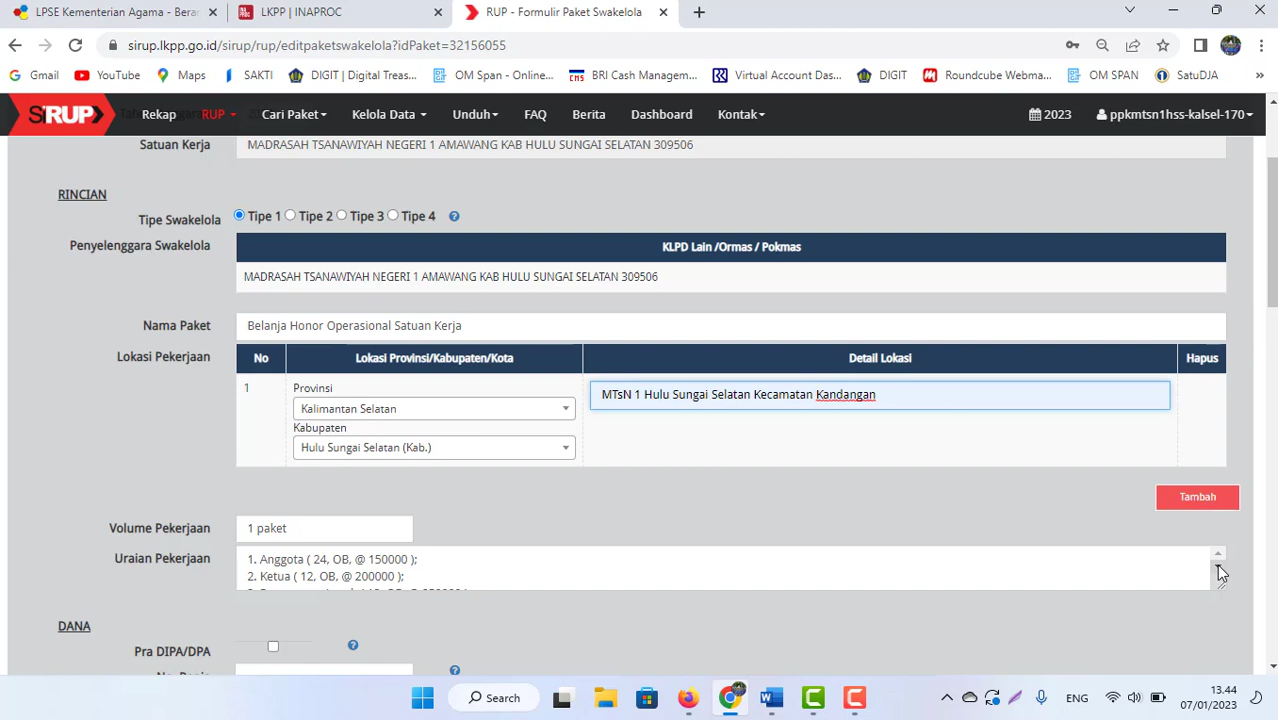 LPSE Kementerian Agama - Bera
LKPP | INAPROC
RUP - Formulir Paket Swakelola
sirup.lkpp.go.id/sirup/rup/editpaketswakelola?idPaket=32156055
Gmail
YouTube
Maps
SAKTI
DIGIT | Digital Treas...
OM Span - Online...
BRI Cash Managem...
Virtual Account Das...
DIGIT
Roundcube Webma...
OM SPAN
SatuDJA
SiRUP
Rekap
RUP
Cari Paket
Kelola Data
Unduh
FAQ
Berita
Dashboard
Kontak
2023
ppkmtsn1hss-kalsel-170
Satuan Kerja
MADRASAH TSANAWIYAH NEGERI 1 AMAWANG KAB HULU SUNGAI SELATAN 309506
RINCIAN
Tipe Swakelola
Tipe 1
Tipe 2
Tipe 3
Tipe 4
Penyelenggara Swakelola
KLPD Lain /Ormas / Pokmas
MADRASAH TSANAWIYAH NEGERI 1 AMAWANG KAB HULU SUNGAI SELATAN 309506
Nama Paket
Belanja Honor Operasional Satuan Kerja
Lokasi Pekerjaan
No
Lokasi Provinsi/Kabupaten/Kota
Detail Lokasi
Hapus
1
Provinsi
Kalimantan Selatan
Kabupaten
Hulu Sungai Selatan (Kab.)
MTsN 1 Hulu Sungai Selatan Kecamatan Kandangan
Tambah
Volume Pekerjaan
1 paket
Uraian Pekerjaan
1. Anggota ( 24, OB, @ 150000 );
2. Ketua ( 12, OB, @ 200000 );
DANA
Pra DIPA/DPA
Search
ENG
13.44
07/01/2023